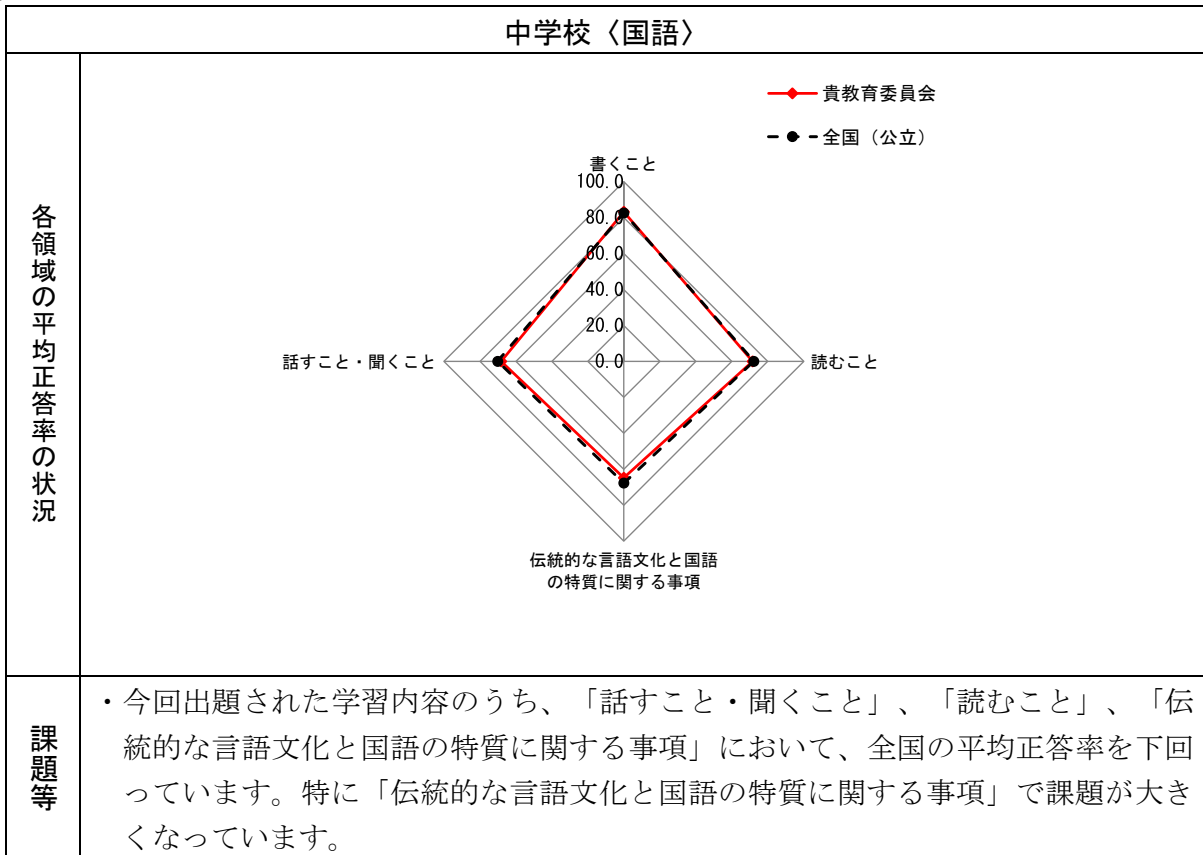 中学校〈国語〉
各領域の平均正答率の状況
貴教育委員会
全国（公立）
書くこと
100.0
80.0
60.0
40.0
20.0
0.0
話すこと・聞くこと
読むこと
伝統的な言語文化と国語
の特質に関する事項
課題等
・今回出題された学習内容のうち、「話すこと・聞くこと」、「読むこと」、「伝
統的な言語文化と国語の特質に関する事項」において、全国の平均正答率を下回
っています。特に「伝統的な言語文化と国語の特質に関する事項」で課題が大き
くなっています。